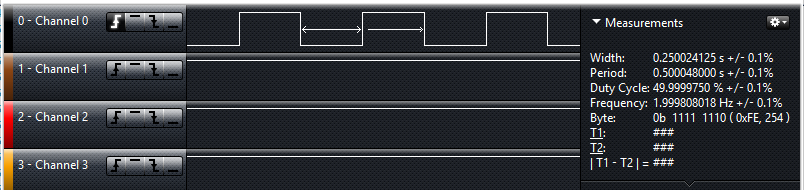 0 - Channel 0
1 - Channel 1
2 - Channel 2
3 - Channel 3
Measurements
Width: 0.250024125 s +/- 0.1%
Period: 0.500048000 s +/- 0.1%
Duty Cycle: 49.9999750 % +/- 0.1%
Frequency: 1.999808018 Hz +/- 0.1%
Byte: 0b 1111 1110 ( 0xFE, 254 )
T1: ###
T2: ###
| T1 - T2 | = ###